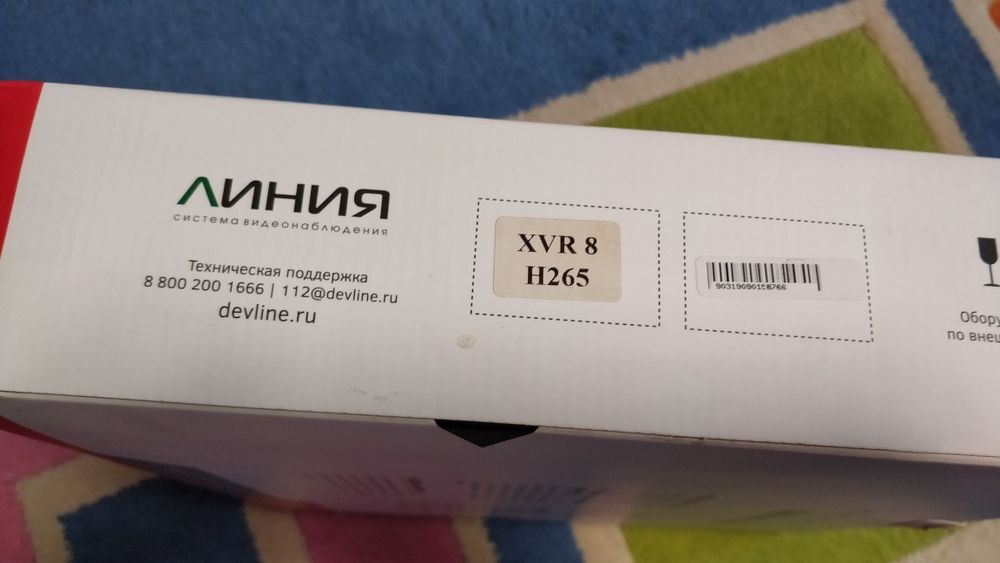 ЛИНИЯ
система видеонаблюдения
Техническая поддержка
8 800 200 1666 | 112@devline.ru
devline.ru
XVR 8
H265
Обору
по внеш